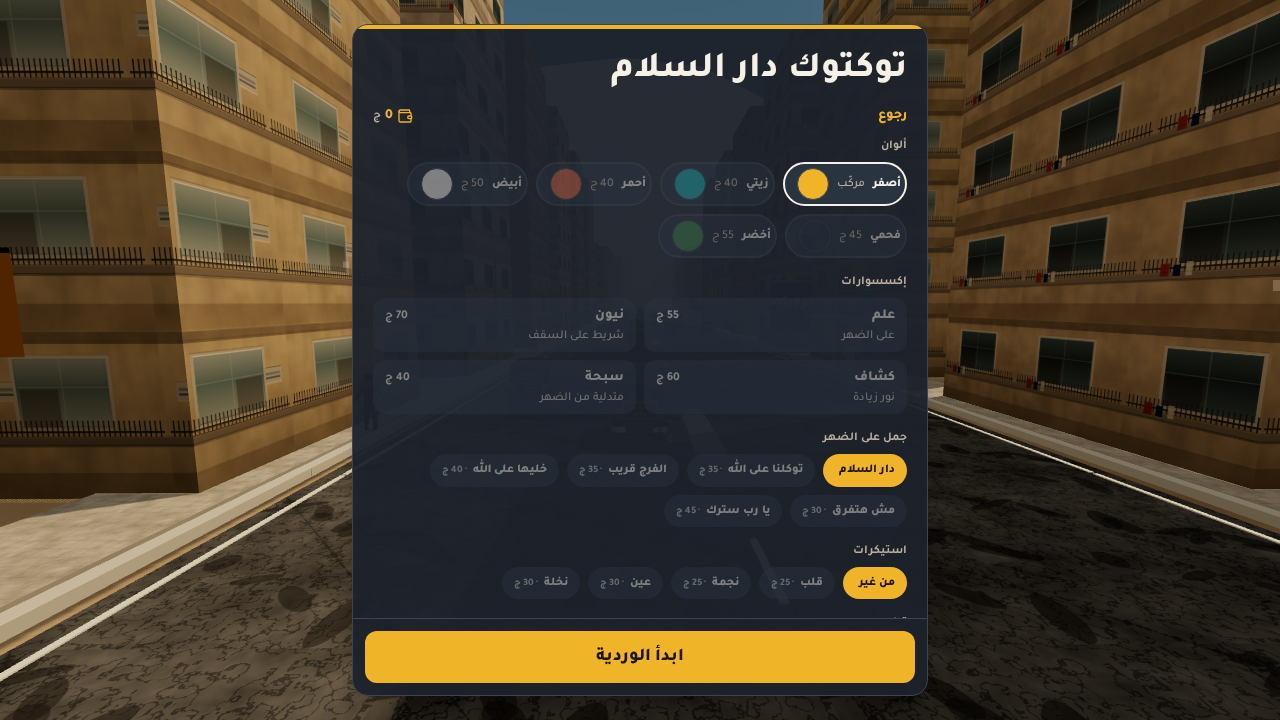 توكتوك دار السلام
رجوع
0 ج
ألوان
أصفر مركّب
زيتي 40 ج
أحمر 40 ج
أبيض 50 ج
فحمي 45 ج
أخضر 55 ج
إكسسوارات
علم 55 ج
على الضهر
نيون 70 ج
شريط على السقف
كشاف 60 ج
نور زيادة
سبحة 40 ج
متدلية من الضهر
جمل على الضهر
دار السلام
توكلنا على الله · 35 ج
الفرج قريب · 35 ج
خليها على الله · 40 ج
مش هتفرق · 30 ج
يا رب سترك · 45 ج
استيكرات
من غير
قلب · 25 ج
نجمة · 25 ج
عين · 30 ج
نخلة · 30 ج
ابدأ الوردية